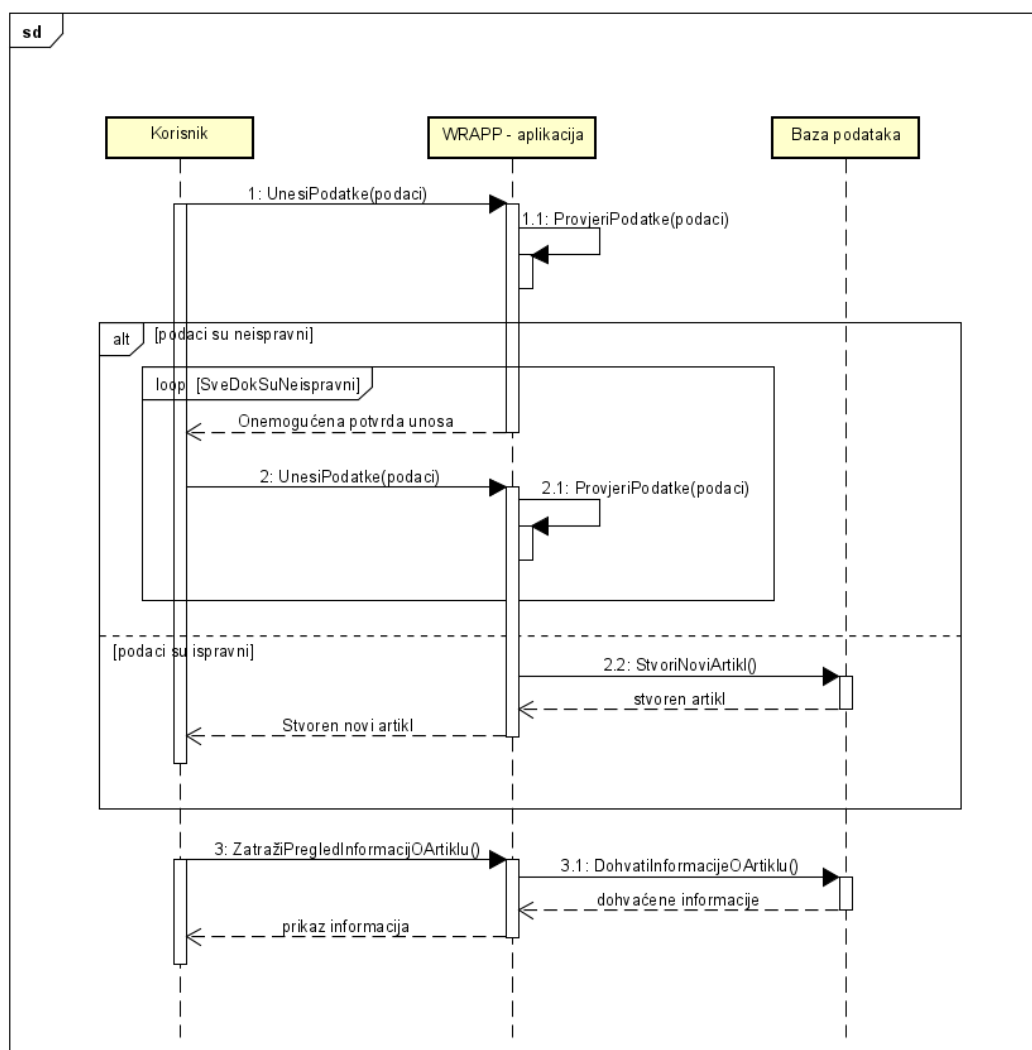 sd
Korisnik
WRAPP - aplikacija
Baza podataka
1: UnesiPodatke(podaci)
1.1: ProvjeriPodatke(podaci)
alt
[podaci su neispravni]
loop [SveDokSuNeispravni]
Onemogućena potvrda unosa
2: UnesiPodatke(podaci)
2.1: ProvjeriPodatke(podaci)
[podaci su ispravni]
2.2: StvoriNoviArtikl()
stvoren artikl
Stvoren novi artikl
3: ZatražiPregledInformacijOArtiklu()
3.1: DohvatiInformacijeOArtiklu()
dohvaćene informacije
prikaz informacija